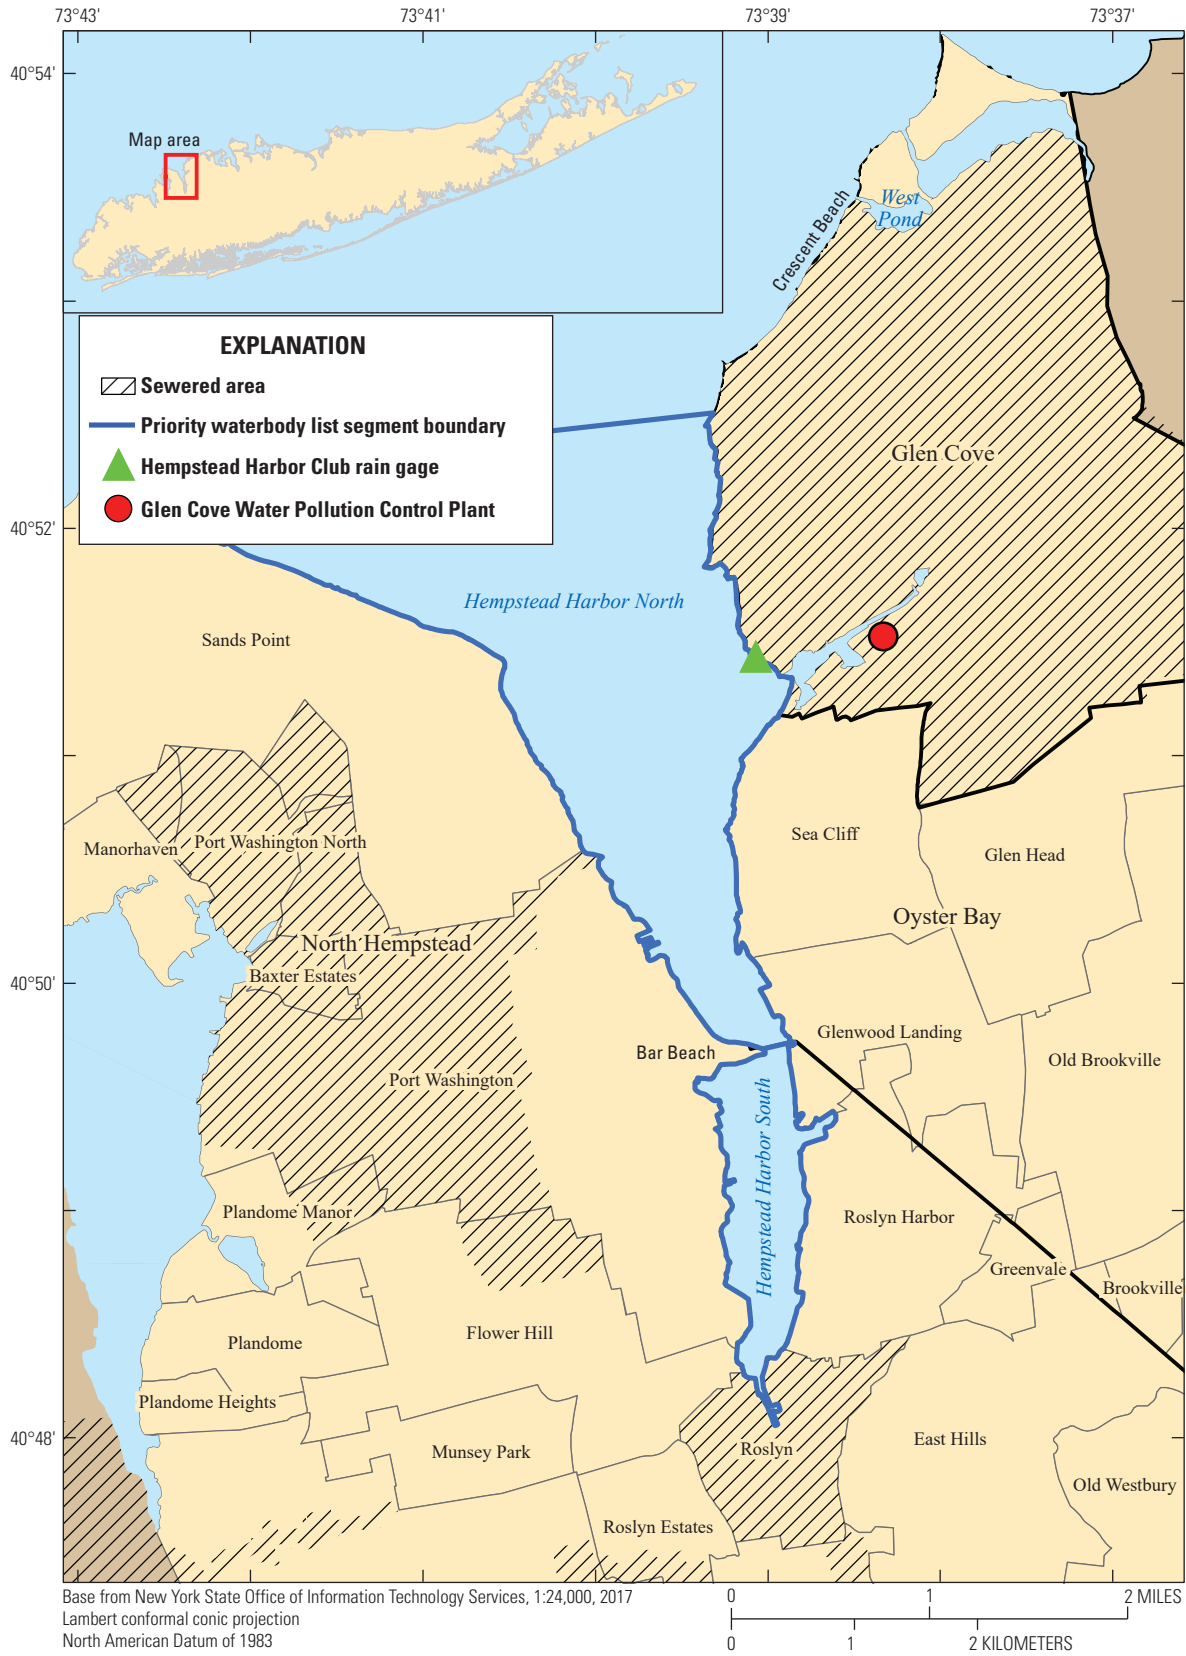 73°43'
73°41'
73°39'
73°37'
40°54'
Map area
West
Pond
Crescent Beach
EXPLANATION
Sewered area
Priority waterbody list segment boundary
Hempstead Harbor Club rain gage
Glen Cove Water Pollution Control Plant
Glen Cove
40°52'
Hempstead Harbor North
Sands Point
Sea Cliff
Manorhaven
Port Washington North
Glen Head
Oyster Bay
North Hempstead
Baxter Estates
40°50'
Glenwood Landing
Bar Beach
Old Brookville
Port Washington
Hempstead Harbor South
Plandome Manor
Roslyn Harbor
Greenvale
Brookville
Flower Hill
Plandome
Plandome Heights
40°48'
Munsey Park
Roslyn
East Hills
Old Westbury
Roslyn Estates
Base from New York State Office of Information Technology Services, 1:24,000, 2017
Lambert conformal conic projection
North American Datum of 1983
0 1 2 MILES
0 1 2 KILOMETERS